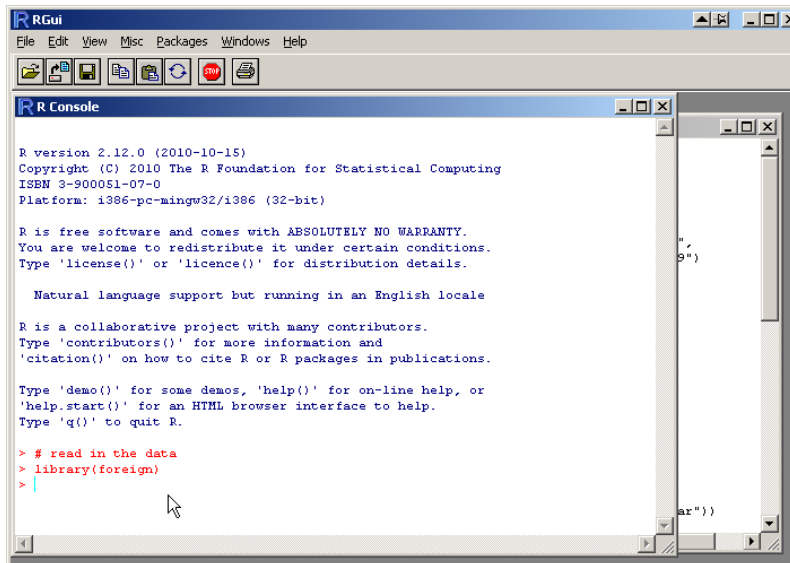 RGui
File Edit View Misc Packages Windows Help
STOP
R Console
R version 2.12.0 (2010-10-15)
Copyright (C) 2010 The R Foundation for Statistical Computing
ISBN 3-900051-07-0
Platform: i386-pc-mingw32/i386 (32-bit)
R is free software and comes with ABSOLUTELY NO WARRANTY.
You are welcome to redistribute it under certain conditions.
Type 'license()' or 'licence()' for distribution details.
Natural language support but running in an English locale
R is a collaborative project with many contributors.
Type 'contributors()' for more information and
'citation()' on how to cite R or R packages in publications.
Type 'demo()' for some demos, 'help()' for on-line help, or
'help.start()' for an HTML browser interface to help.
Type 'q()' to quit R.
> # read in the data
> library(foreign)
>
",
9")
ar"))